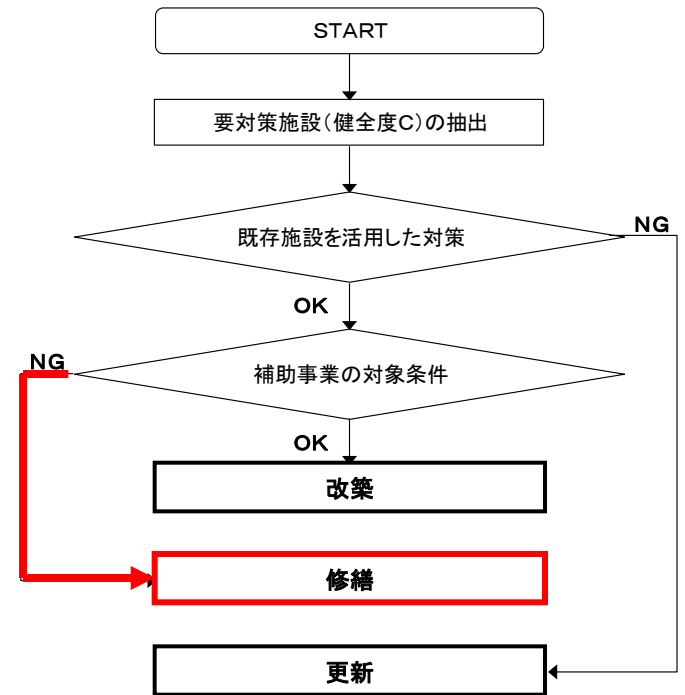 START
要対策施設(健全度C)の抽出
既存施設を活用した対策
NG
OK
補助事業の対象条件
NG
OK
改築
修繕
更新